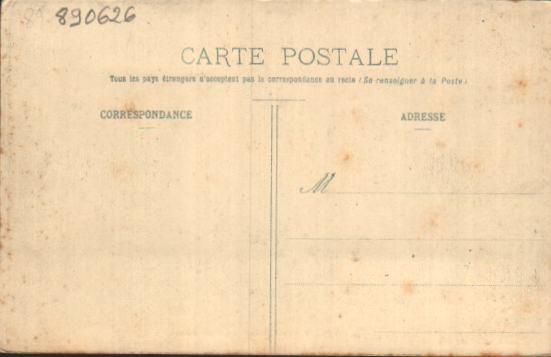 890626
CARTE POSTALE
Tous les pays étrangers n'acceptent pas la correspondance au recto (Se renseigner à la Poste)
CORRESPONDANCE
ADRESSE
M